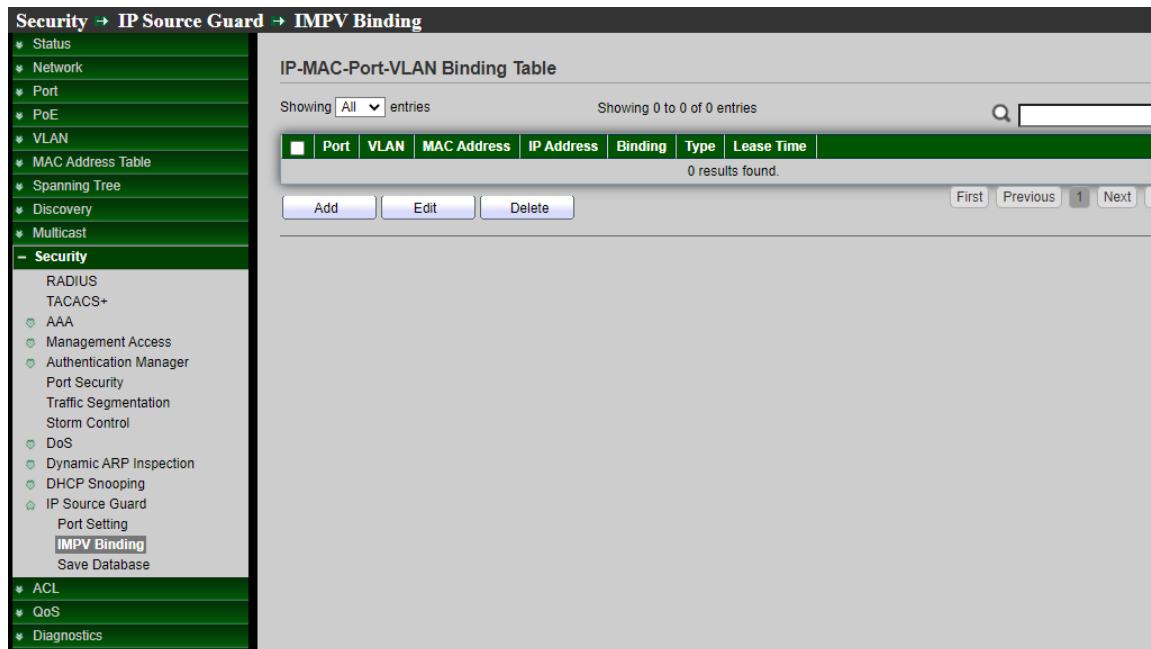 Security → IP Source Guard → IMPV Binding
Status
Network
Port
PoE
VLAN
MAC Address Table
Spanning Tree
Discovery
Multicast
Security
RADIUS
TACACS+
AAA
Management Access
Authentication Manager
Port Security
Traffic Segmentation
Storm Control
DoS
Dynamic ARP Inspection
DHCP Snooping
IP Source Guard
Port Setting
IMPV Binding
Save Database
ACL
QoS
Diagnostics
IP-MAC-Port-VLAN Binding Table
Showing All entries Showing 0 to 0 of 0 entries
Port VLAN MAC Address IP Address Binding Type Lease Time
0 results found.
Add Edit Delete First Previous 1 Next